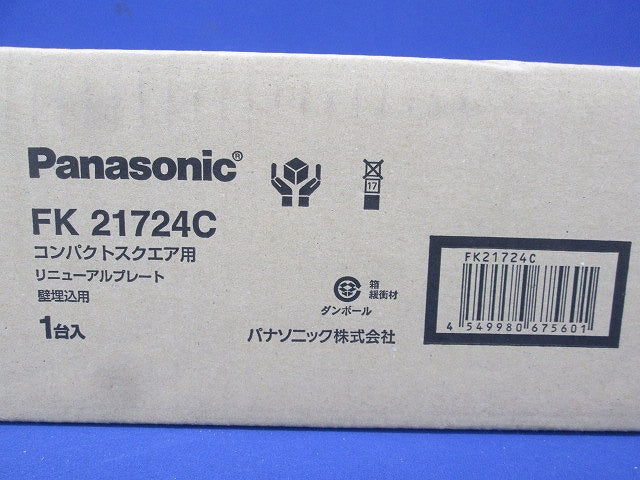 Panasonic®
FK 21724C
コンパクトスクエア用
リニューアルプレート
壁埋込用
1台入
17
箱
緩衝材
ダンボール
パナソニック株式会社
FK21724C
4 549980 675601